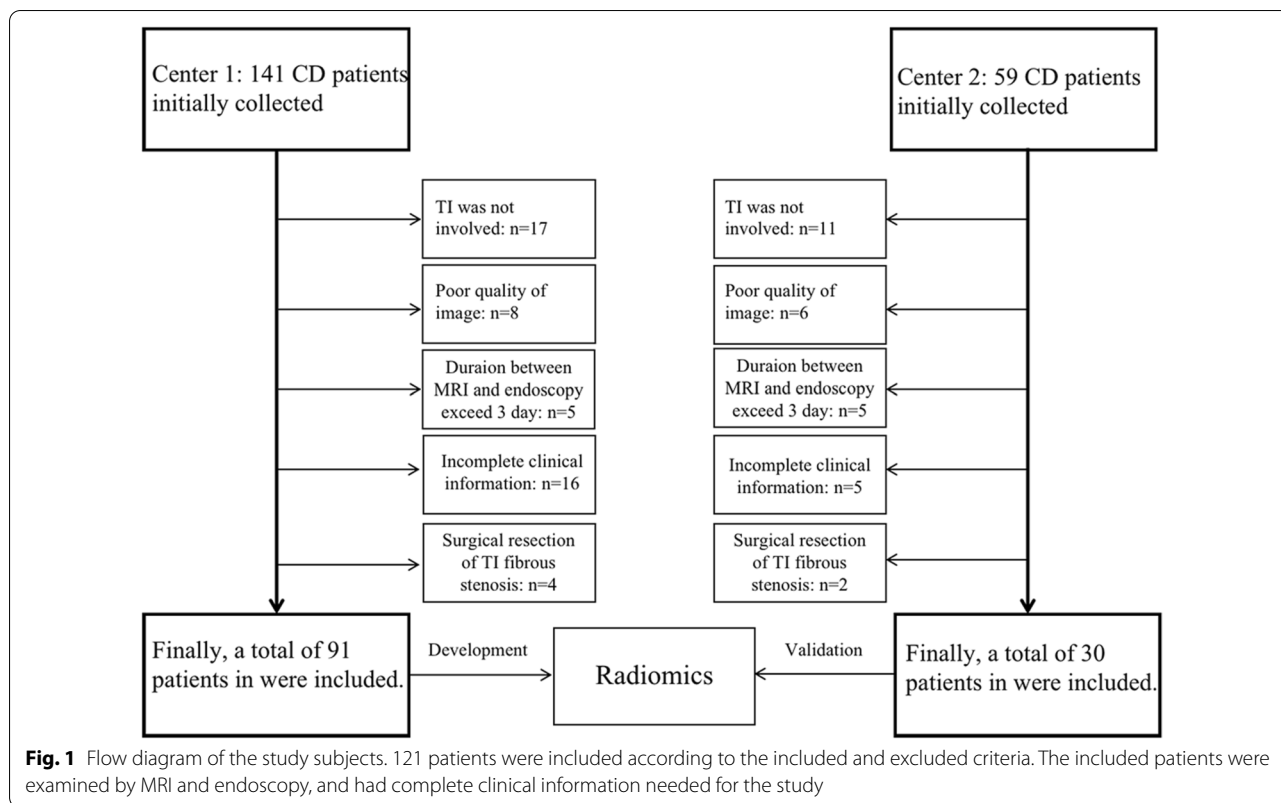 Center 1: 141 CD patients
initially collected
Center 2: 59 CD patients
initially collected
TI was not
involved: n=17
TI was not
involved: n=11
Poor quality of
image: n=8
Poor quality of
image: n=6
Duraion between
MRI and endoscopy
exceed 3 day: n=5
Duraion between
MRI and endoscopy
exceed 3 day: n=5
Incomplete clinical
information: n=16
Incomplete clinical
information: n=5
Surgical resection
of TI fibrous
stenosis: n=4
Surgical resection
of TI fibrous
stenosis: n=2
Finally, a total of 91
patients in were included.
Development
Radiomics
Validation
Finally, a total of 30
patients in were included.
Fig. 1 Flow diagram of the study subjects. 121 patients were included according to the included and excluded criteria. The included patients were
examined by MRI and endoscopy, and had complete clinical information needed for the study